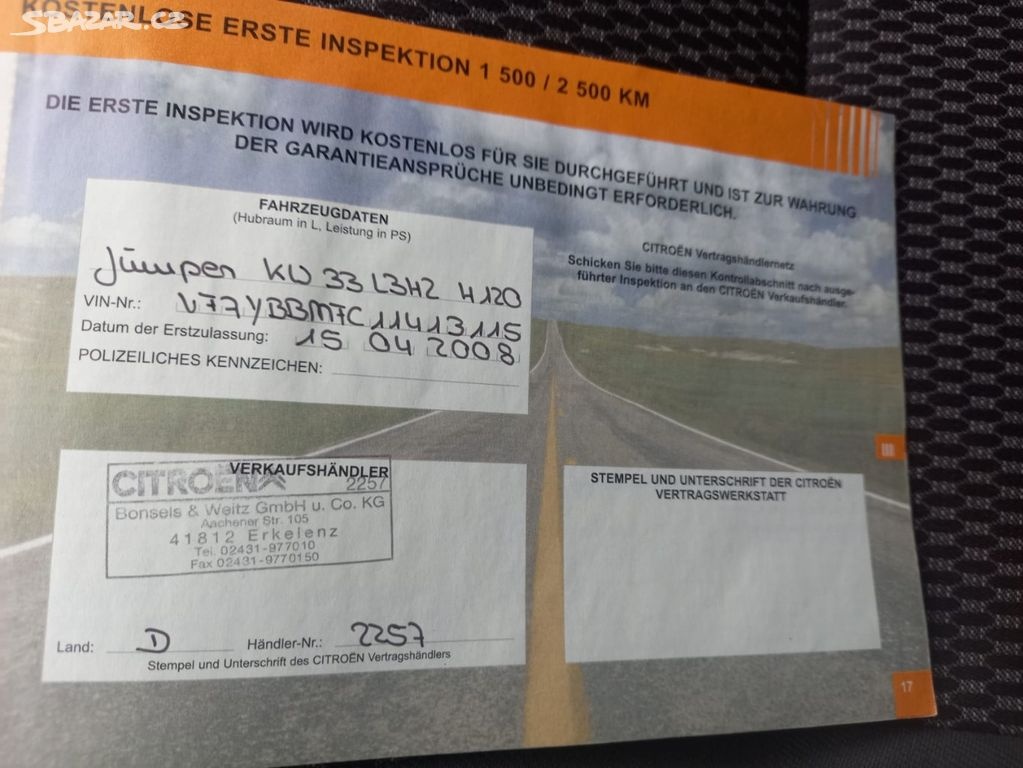 SBAZAR.CZ
KOSTENLOSE ERSTE INSPEKTION 1 500 / 2 500 KM
DIE ERSTE INSPEKTION WIRD KOSTENLOS FÜR SIE DURCHGEFÜHRT UND IST ZUR WAHRUNG
DER GARANTIEANSPRÜCHE UNBEDINGT ERFORDERLICH.
FAHRZEUGDATEN
(Hubraum in L, Leistung in PS)
Jumper KW 33 L3H2 H120
VIN-Nr.: VF7YBBMFC11413115
Datum der Erstzulassung: 15 04 2008
POLIZEILICHES KENNZEICHEN:
CITROËN Vertragshändlernetz
Schicken Sie bitte diesen Kontrollabschnitt nach ausge-
führter Inspektion an den CITROËN Verkaufshändler.
VERKAUFSHÄNDLER
CITROËN 2257
Bonsels & Weitz GmbH u. Co. KG
Aachener Str. 105
41812 Erkelenz
Tel. 02431-977010
Fax 02431-9770150
Land: D Händler-Nr.: 2257
Stempel und Unterschrift des CITROËN Vertragshändlers
STEMPEL UND UNTERSCHRIFT DER CITROËN
VERTRAGSWERKSTATT
III
17